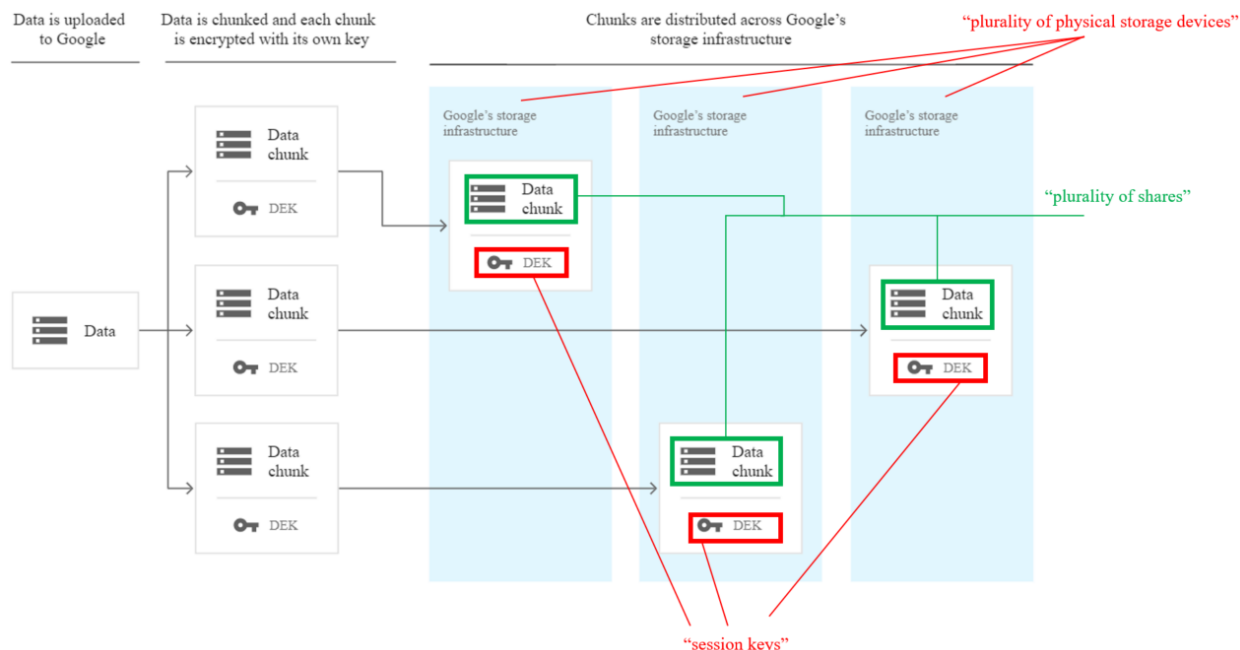 Data is uploaded
to Google
Data is chunked and each chunk
is encrypted with its own key
Chunks are distributed across Google’s
storage infrastructure
“plurality of physical storage devices”
Google’s storage
infrastructure
Google’s storage
infrastructure
Google’s storage
infrastructure
Data
chunk
DEK
Data
chunk
DEK
“plurality of shares”
Data
Data
chunk
DEK
Data
chunk
DEK
Data
chunk
DEK
Data
chunk
DEK
“session keys”